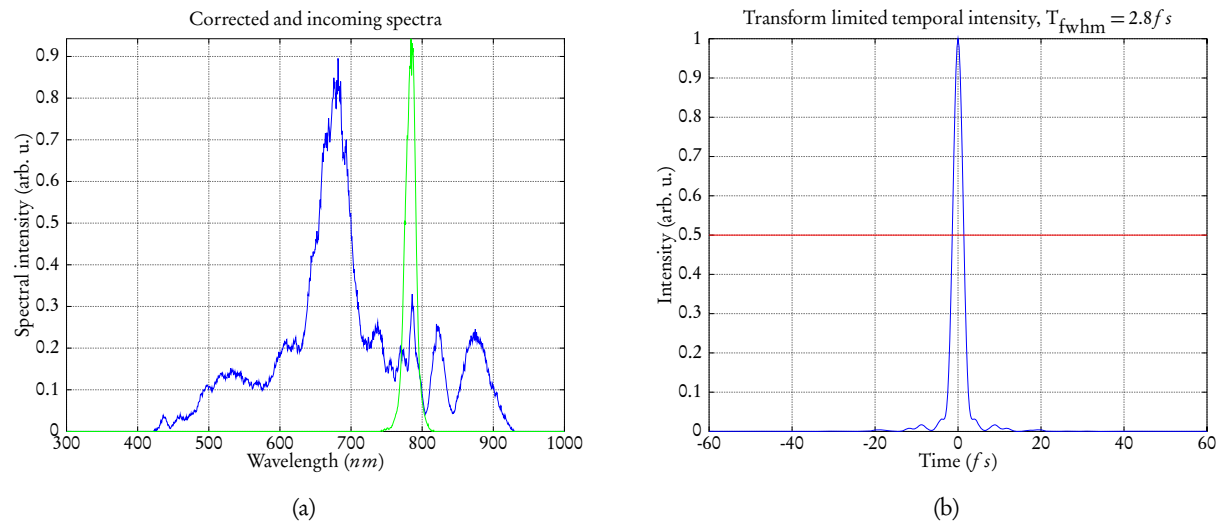 Corrected and incoming spectra
Spectral intensity (arb. u.)
0.9
0.8
0.7
0.6
0.5
0.4
0.3
0.2
0.1
0
300 400 500 600 700 800 900 1000
Wavelength (nm)
(a)
Transform limited temporal intensity, T_fwhm = 2.8fs
Intensity (arb. u.)
1
0.9
0.8
0.7
0.6
0.5
0.4
0.3
0.2
0.1
0
-60 -40 -20 0 20 40 60
Time (fs)
(b)